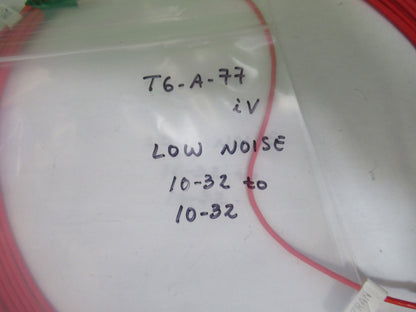 T6-A-77
iV
LOW NOISE
10-32 to
10-32